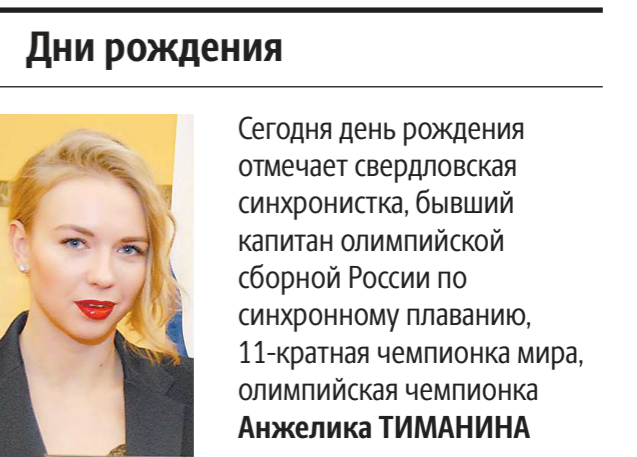 Дни рождения
Сегодня день рождения
отмечает свердловская
синхронистка, бывший
капитан олимпийской
сборной России по
синхронному плаванию,
11-кратная чемпионка мира,
олимпийская чемпионка
Анжелика ТИМАНИНА